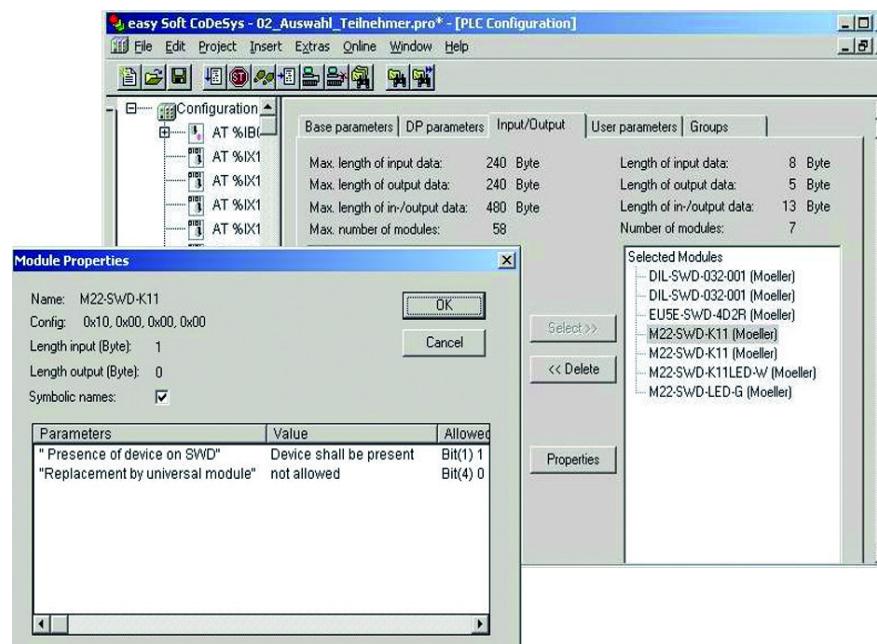 easy Soft CoDeSys - 02_Auswahl_Teilnehmer.pro* - [PLC Configuration]
File Edit Project Insert Extras Online Window Help
Configuration
AT %IB(
AT %IX1
AT %IX1
AT %IX1
AT %IX1
Base parameters DP parameters Input/Output User parameters Groups
Max. length of input data: 240 Byte
Max. length of output data: 240 Byte
Max. length of in-/output data: 480 Byte
Max. number of modules: 58
Length of input data: 8 Byte
Length of output data: 5 Byte
Length of in-/output data: 13 Byte
Number of modules: 7
Selected Modules
DIL-SWD-032-001 (Moeller)
DIL-SWD-032-001 (Moeller)
EU5E-SWD-4D2R (Moeller)
M22-SWD-K11 (Moeller)
M22-SWD-K11 (Moeller)
M22-SWD-K11LED-W (Moeller)
M22-SWD-LED-G (Moeller)
Select >>
<< Delete
Properties
Module Properties
Name: M22-SWD-K11
Config: 0x10, 0x00, 0x00, 0x00
Length input (Byte): 1
Length output (Byte): 0
Symbolic names:
OK
Cancel
Parameters Value Allowed
" Presence of device on SWD" Device shall be present Bit(1) 1
"Replacement by universal module" not allowed Bit(4) 0